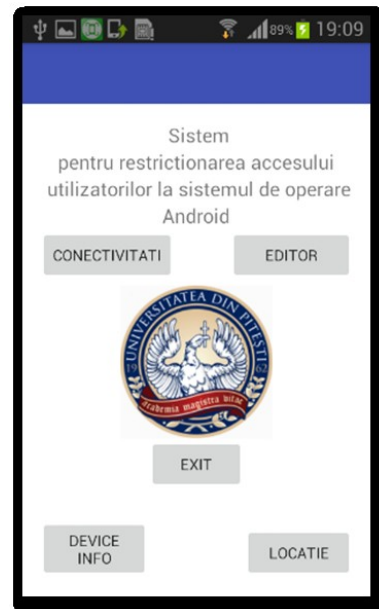 89% 19:09
Sistem
pentru restrictionarea accesului
utilizatorilor la sistemul de operare
Android
CONECTIVITATI
EDITOR
UNIVERSITATEA DIN PITESTI
19 62
Academia magistra vitae
EXIT
DEVICE
INFO
LOCATIE